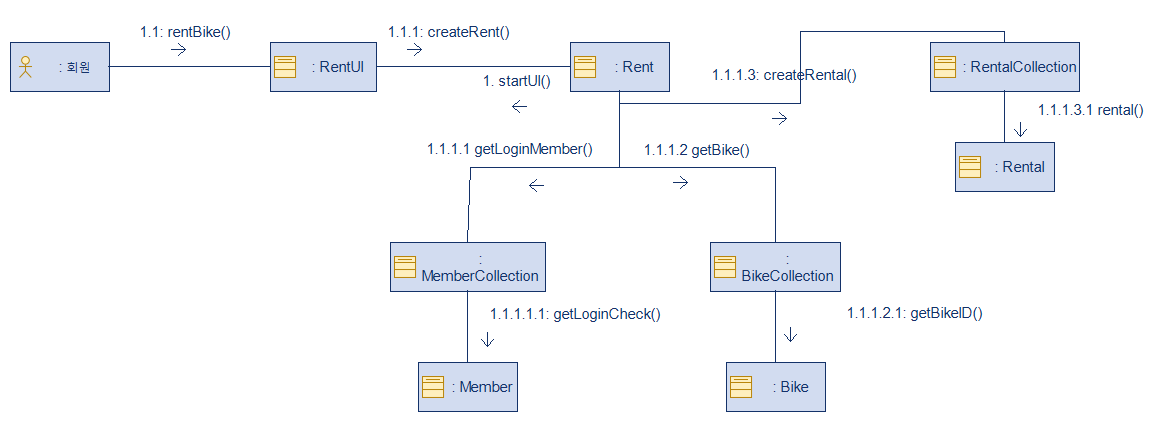 1.1: rentBike()
1.1.1: createRent()
: 회원
: RentUI
: Rent
1.1.1.3: createRental()
: RentalCollection
1. startUI()
1.1.1.3.1 rental()
1.1.1.1 getLoginMember()
1.1.1.2 getBike()
: Rental
:
MemberCollection
:
BikeCollection
1.1.1.1.1: getLoginCheck()
1.1.1.2.1: getBikeID()
: Member
: Bike